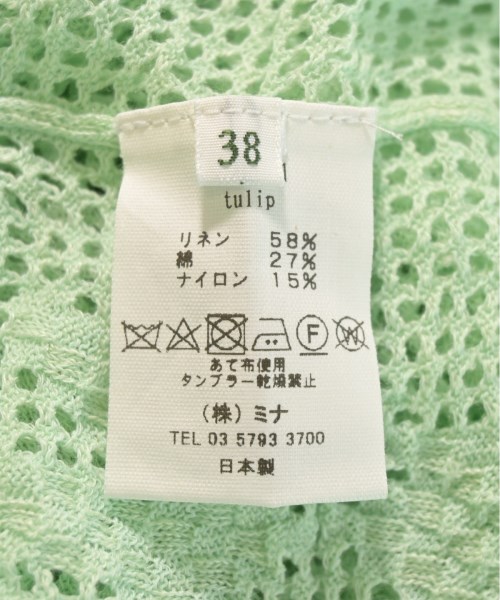 38
tulip
リネン 58%
綿 27%
ナイロン 15%
F W
あて布使用
タンブラー乾燥禁止
(株)ミナ
TEL 03 5793 3700
日本製